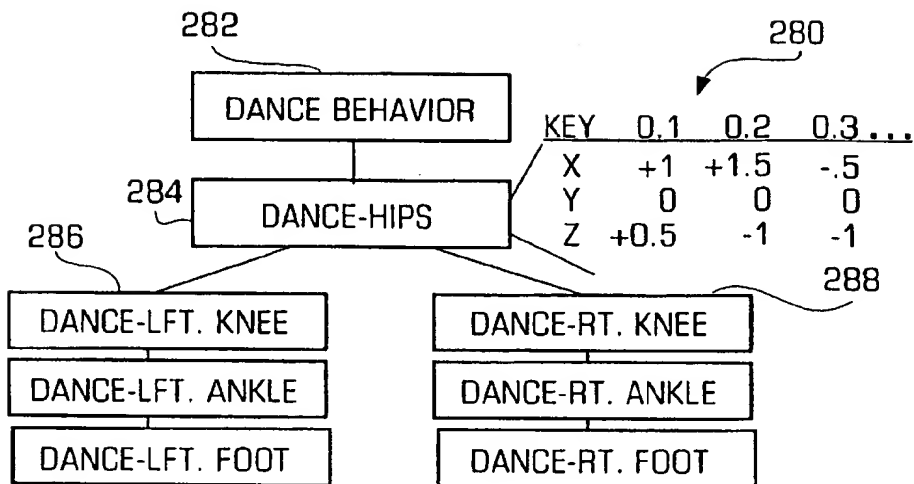 282
280
DANCE BEHAVIOR
KEY 0.1 0.2 0.3 ...
X +1 +1.5 -.5
284
DANCE-HIPS
Y 0 0 0
Z +0.5 -1 -1
286
288
DANCE-LFT. KNEE
DANCE-RT. KNEE
DANCE-LFT. ANKLE
DANCE-RT. ANKLE
DANCE-LFT. FOOT
DANCE-RT. FOOT